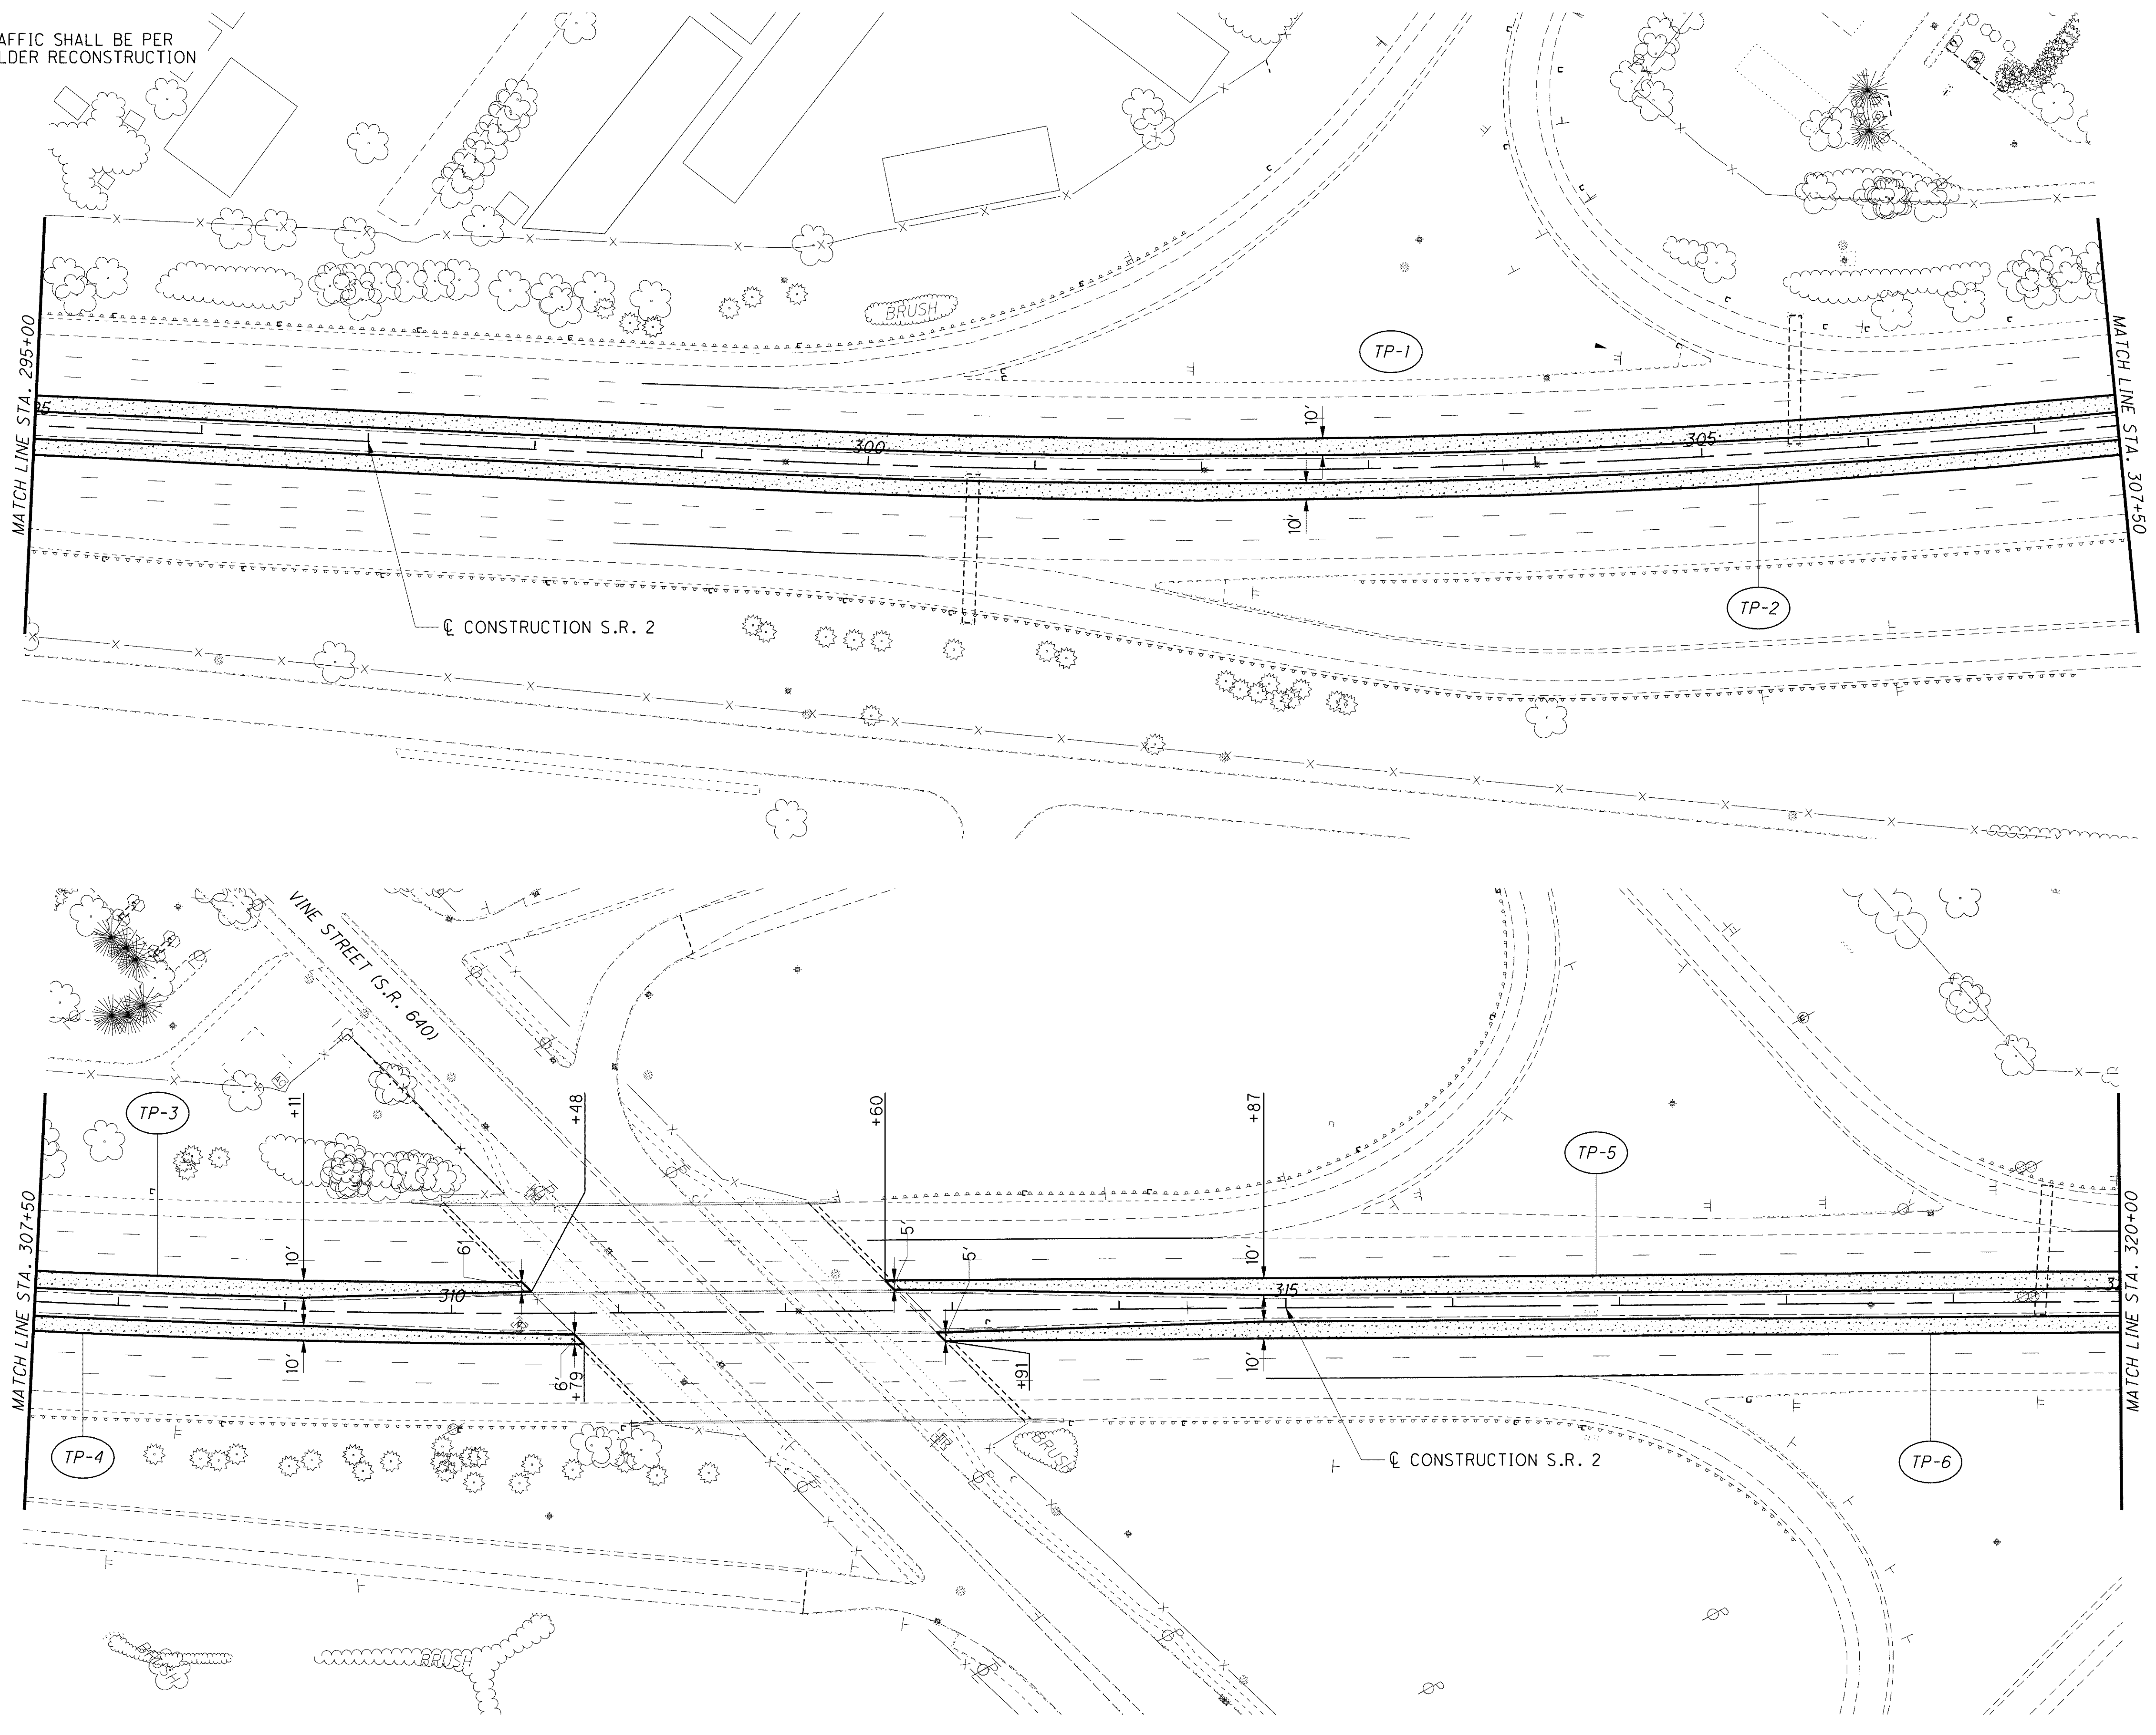 AFFIC SHALL BE PER
LDER RECONSTRUCTION
BRUSH
MATCH LINE STA. 295+00
MATCH LINE STA. 307+50
TP-1
95
300
305
10'
10'
TP-2
℄ CONSTRUCTION S.R. 2
VINE STREET (S.R. 640)
AC
TP-3
+11
+48
+60
+87
TP-5
MATCH LINE STA. 307+50
MATCH LINE STA. 320+00
10'
6'
5'
5'
10'
310
315
3
10'
6'
+79
+91
10'
TP-4
BRUSH
℄ CONSTRUCTION S.R. 2
TP-6
BRUSH